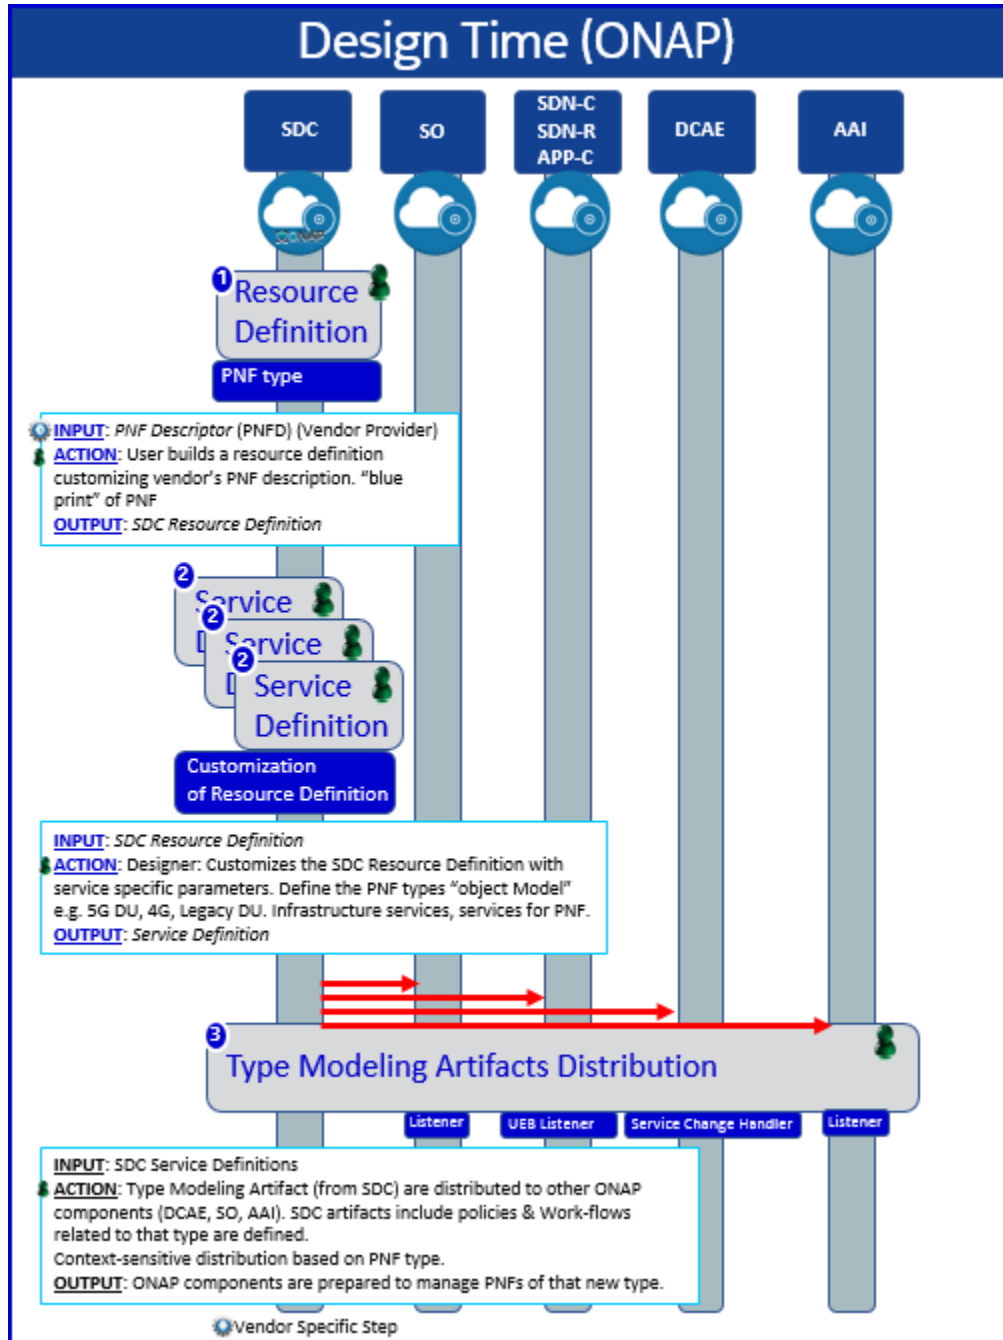 Design Time (ONAP)
SDC
SO
SDN-C
SDN-R
APP-C
DCAE
AAI
ONAP
1
Resource
Definition
PNF type
INPUT: PNF Descriptor (PNFD) (Vendor Provider)
ACTION: User builds a resource definition
customizing vendor's PNF description. “blue
print” of PNF
OUTPUT: SDC Resource Definition
2
Service
D
2
Service
D
2
Service
Definition
Customization
of Resource Definition
INPUT: SDC Resource Definition
ACTION: Designer: Customizes the SDC Resource Definition with
service specific parameters. Define the PNF types “object Model”
e.g. 5G DU, 4G, Legacy DU. Infrastructure services, services for PNF.
OUTPUT: Service Definition
3
Type Modeling Artifacts Distribution
Listener
UEB Listener
Service Change Handler
Listener
INPUT: SDC Service Definitions
ACTION: Type Modeling Artifact (from SDC) are distributed to other ONAP
components (DCAE, SO, AAI). SDC artifacts include policies & Work-flows
related to that type are defined.
Context-sensitive distribution based on PNF type.
OUTPUT: ONAP components are prepared to manage PNFs of that new type.
Vendor Specific Step